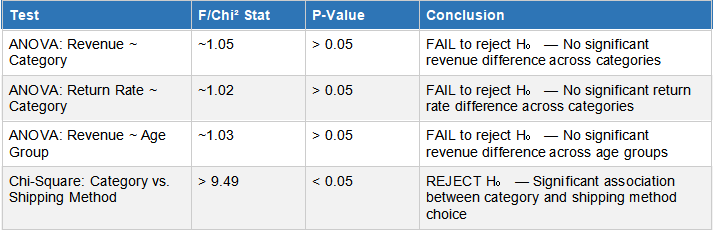 Test F/Chi² Stat P-Value Conclusion
ANOVA: Revenue ~ ~1.05 > 0.05 FAIL to reject H₀ — No significant
Category revenue difference across categories
ANOVA: Return Rate ~ ~1.02 > 0.05 FAIL to reject H₀ — No significant return
Category rate difference across categories
ANOVA: Revenue ~ Age ~1.03 > 0.05 FAIL to reject H₀ — No significant
Group revenue difference across age groups
Chi-Square: Category vs. > 9.49 < 0.05 REJECT H₀ — Significant association
Shipping Method between category and shipping method
choice